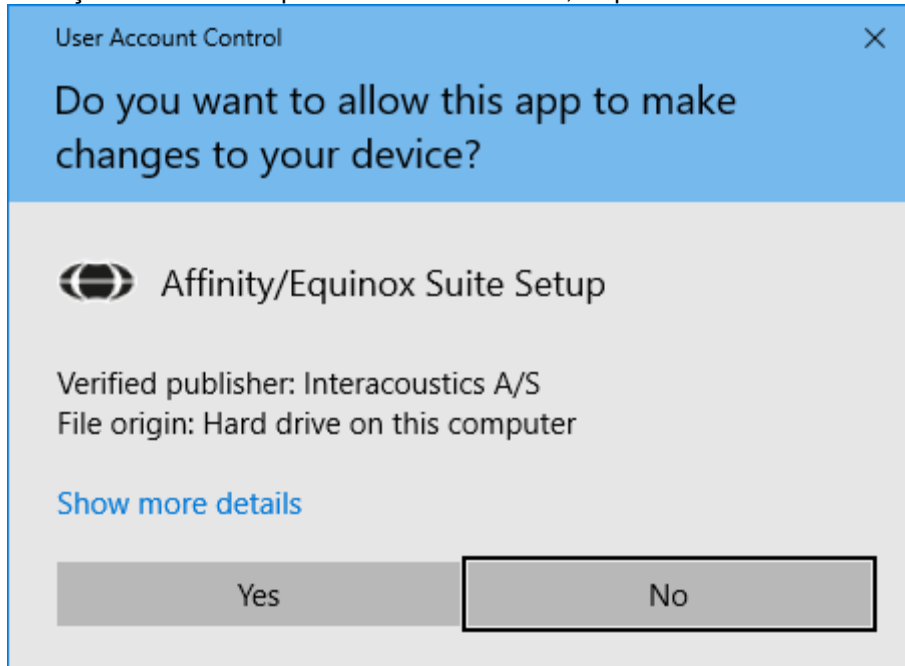 User Account Control
Do you want to allow this app to make
changes to your device?
Affinity/Equinox Suite Setup
Verified publisher: Interacoustics A/S
File origin: Hard drive on this computer
Show more details
Yes
No